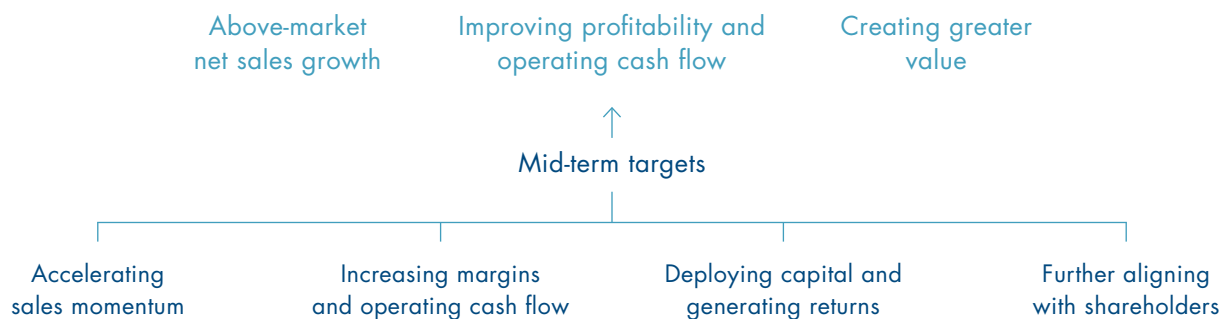 Above-market
net sales growth
Improving profitability and
operating cash flow
Creating greater
value
Mid-term targets
Accelerating
sales momentum
Increasing margins
and operating cash flow
Deploying capital and
generating returns
Further aligning
with shareholders